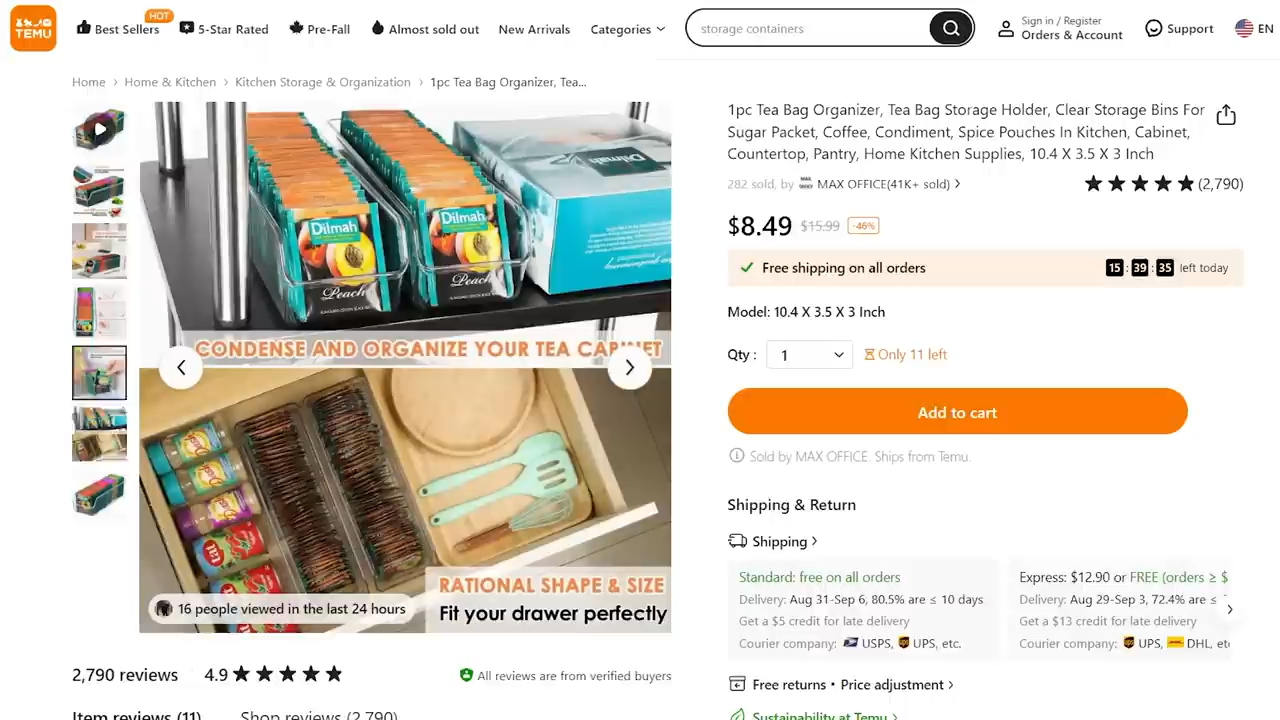 TEMU
Best Sellers
HOT
5-Star Rated
Pre-Fall
Almost sold out
New Arrivals
Categories
storage containers
Sign in / Register
Orders & Account
Support
EN
Home › Home & Kitchen › Kitchen Storage & Organization › 1pc Tea Bag Organizer, Tea...
Dilmah
Dilmah
Dilmah
Peach
Peach
CONDENSE AND ORGANIZE YOUR TEA CABINET
RATIONAL SHAPE & SIZE
Fit your drawer perfectly
16 people viewed in the last 24 hours
2,790 reviews
4.9
All reviews are from verified buyers
Item reviews (11)
Shop reviews (2,790)
1pc Tea Bag Organizer, Tea Bag Storage Holder, Clear Storage Bins For
Sugar Packet, Coffee, Condiment, Spice Pouches In Kitchen, Cabinet,
Countertop, Pantry, Home Kitchen Supplies, 10.4 X 3.5 X 3 Inch
282 sold, by MAX OFFICE(41K+ sold) ›
(2,790)
$8.49 $15.99 -46%
Free shipping on all orders
15 : 39 : 35 left today
Model: 10.4 X 3.5 X 3 Inch
Qty : 1
Only 11 left
Add to cart
Sold by MAX OFFICE. Ships from Temu.
Shipping & Return
Shipping ›
Standard: free on all orders
Delivery: Aug 31-Sep 6, 80.5% are ≤ 10 days
Get a $5 credit for late delivery
Courier company: USPS, UPS, etc.
Express: $12.90 or FREE (orders ≥ $
Delivery: Aug 29-Sep 3, 72.4% are ≤
Get a $13 credit for late delivery
Courier company: UPS, DHL, etc
Free returns • Price adjustment ›
Sustainability at Temu ›